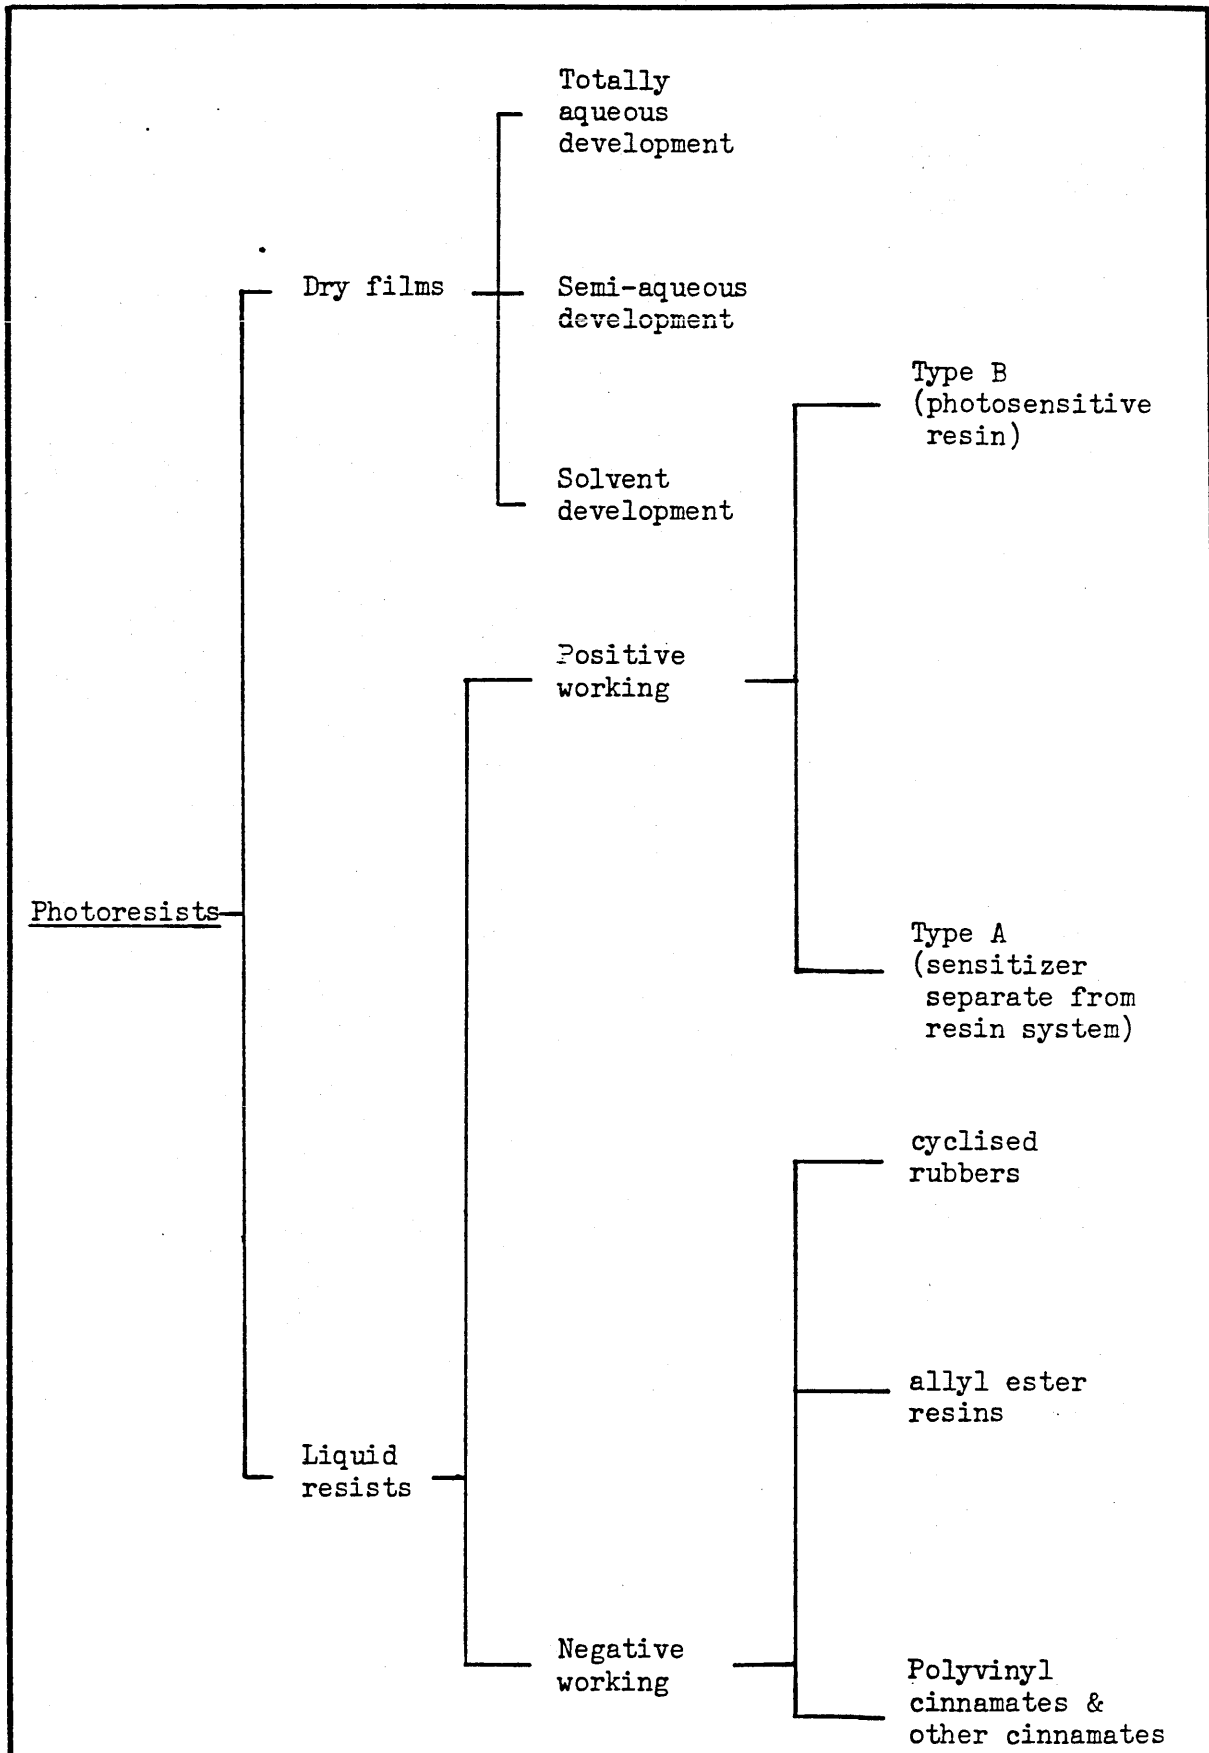 Totally
aqueous
development
Dry films
Semi-aqueous
development
Type B
(photosensitive
resin)
Solvent
development
Positive
working
Photoresists
Type A
(sensitizer
separate from
resin system)
cyclised
rubbers
allyl ester
resins
Liquid
resists
Negative
working
Polyvinyl
cinnamates &
other cinnamates